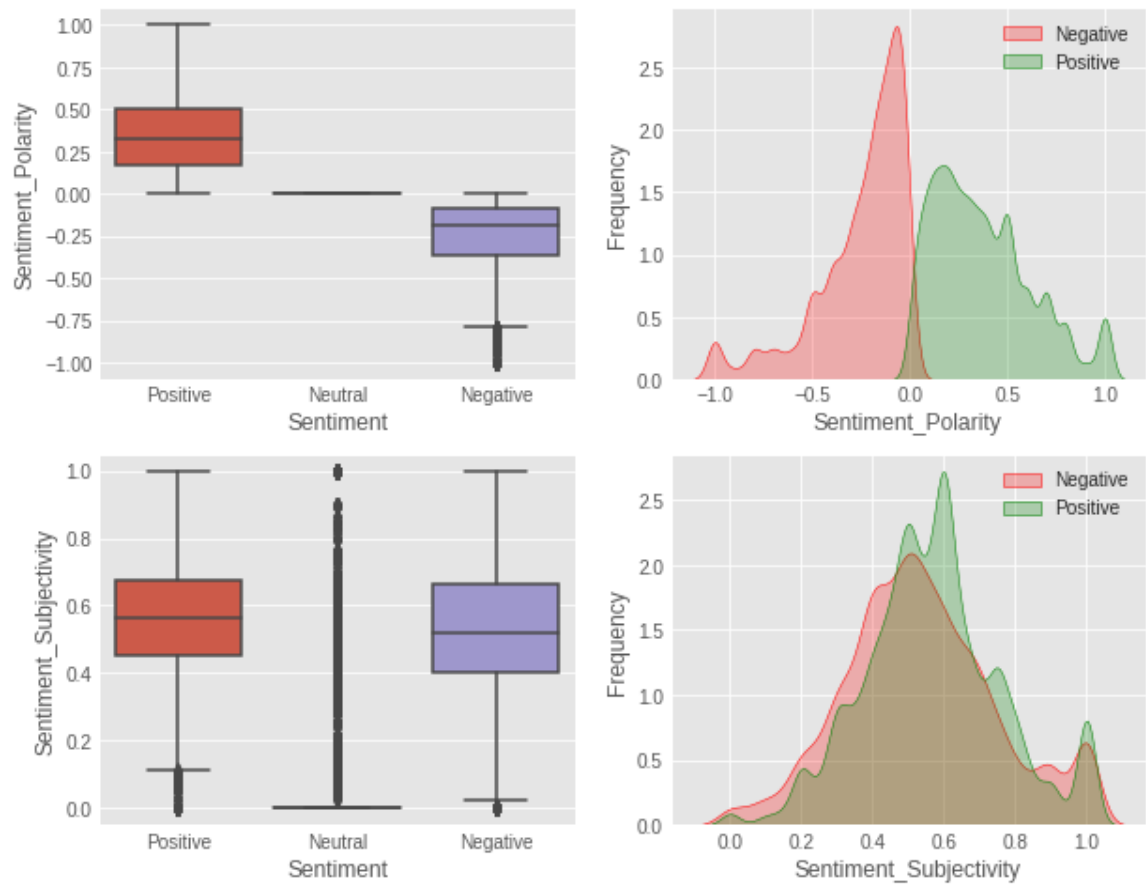 1.00
0.75
0.50
0.25
0.00
−0.25
−0.50
−0.75
−1.00
Sentiment_Polarity
Positive Neutral Negative
Sentiment
Negative
Positive
2.5
2.0
1.5
1.0
0.5
0.0
Frequency
−1.0 −0.5 0.0 0.5 1.0
Sentiment_Polarity
1.0
0.8
0.6
0.4
0.2
0.0
Sentiment_Subjectivity
Positive Neutral Negative
Sentiment
Negative
Positive
2.5
2.0
1.5
1.0
0.5
0.0
Frequency
0.0 0.2 0.4 0.6 0.8 1.0
Sentiment_Subjectivity